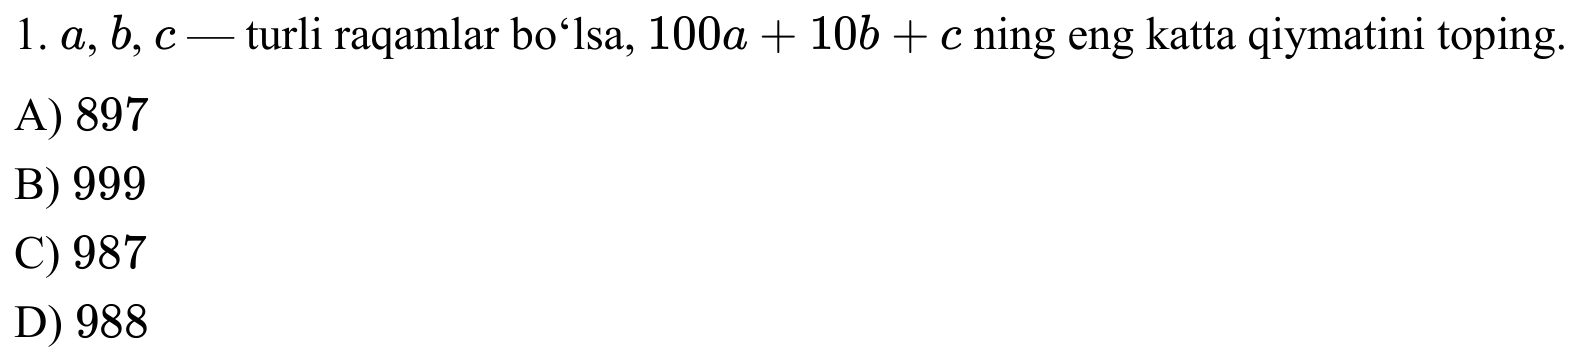 1. a, b, c — turli raqamlar bo‘lsa, 100a + 10b + c ning eng katta qiymatini toping.
A) 897
B) 999
C) 987
D) 988